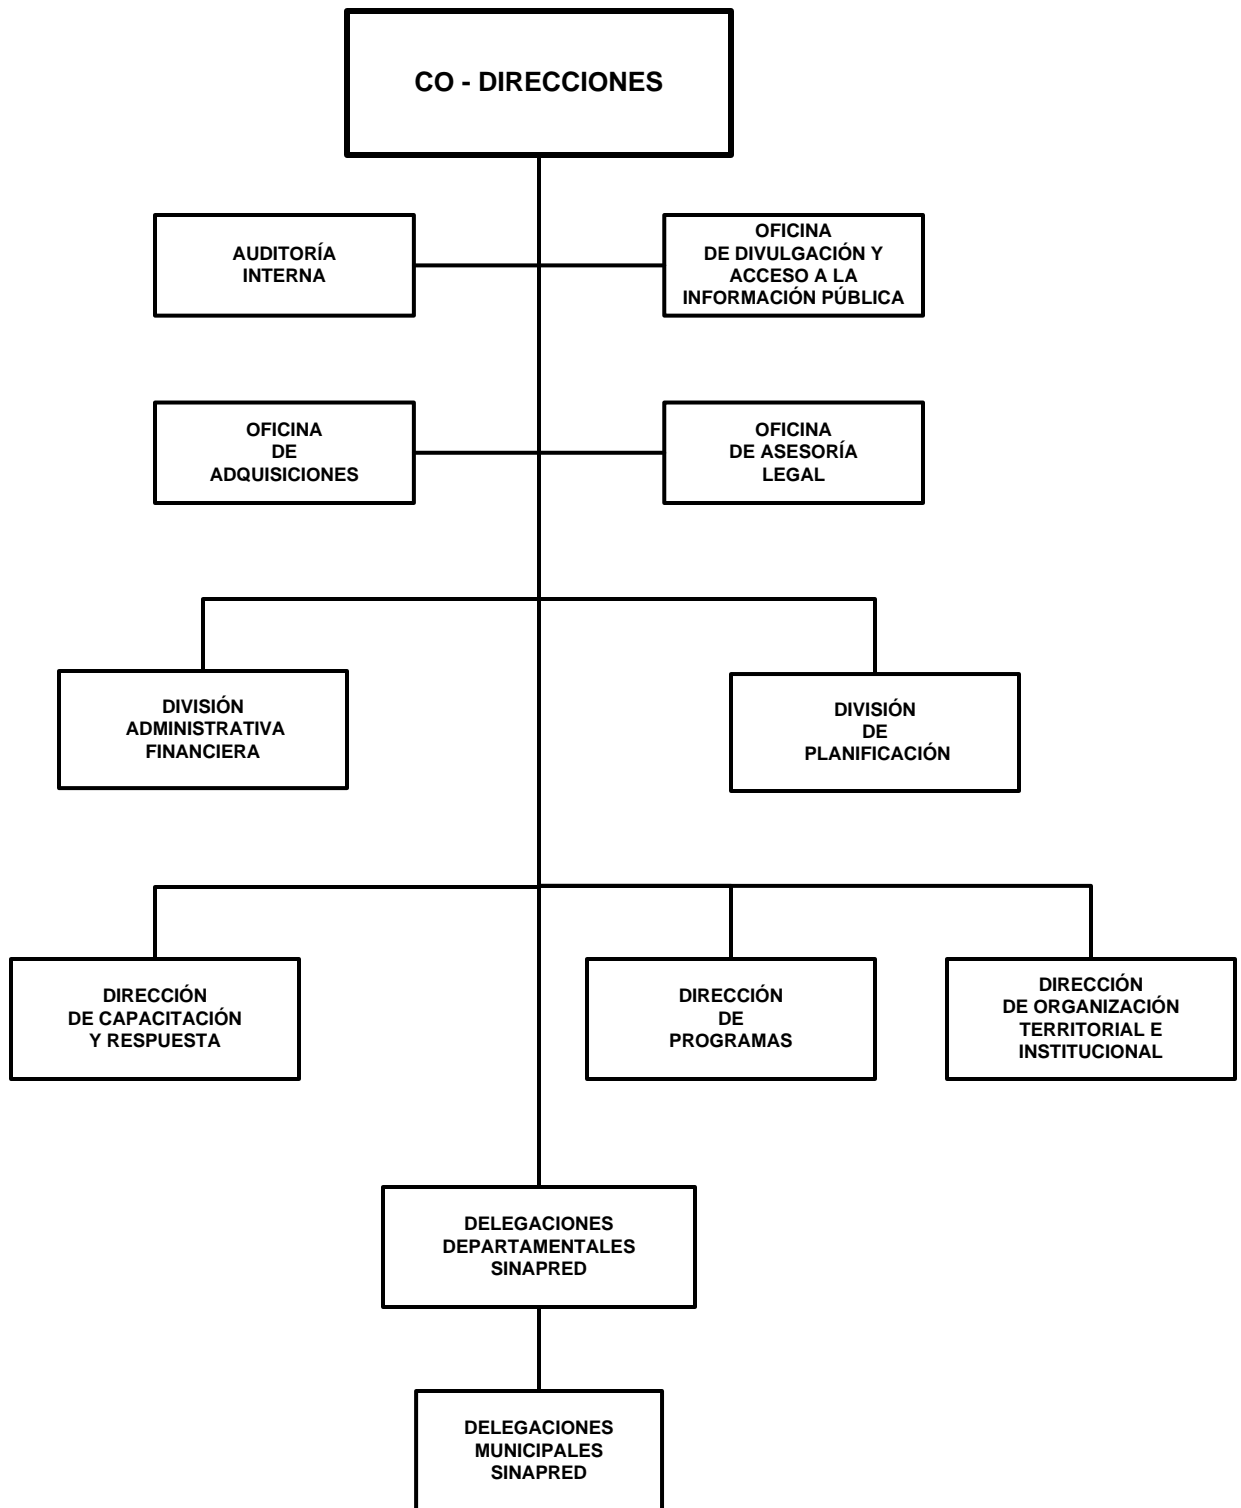 CO - DIRECCIONES
AUDITORÍA
INTERNA
OFICINA
DE DIVULGACIÓN Y
ACCESO A LA
INFORMACIÓN PÚBLICA
OFICINA
DE
ADQUISICIONES
OFICINA
DE ASESORÍA
LEGAL
DIVISIÓN
ADMINISTRATIVA
FINANCIERA
DIVISIÓN
DE
PLANIFICACIÓN
DIRECCIÓN
DE CAPACITACIÓN
Y RESPUESTA
DIRECCIÓN
DE
PROGRAMAS
DIRECCIÓN
DE ORGANIZACIÓN
TERRITORIAL E
INSTITUCIONAL
DELEGACIONES
DEPARTAMENTALES
SINAPRED
DELEGACIONES
MUNICIPALES
SINAPRED